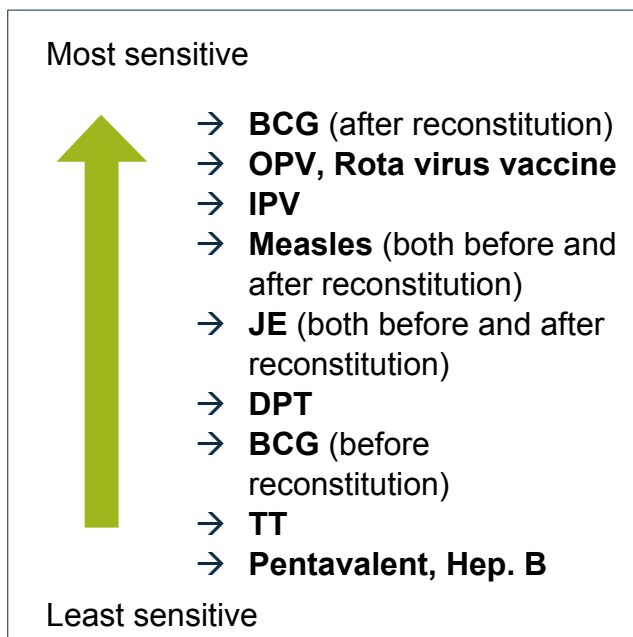 Most sensitive
→ BCG (after reconstitution)
→ OPV, Rota virus vaccine
→ IPV
→ Measles (both before and
after reconstitution)
→ JE (both before and after
reconstitution)
→ DPT
→ BCG (before
reconstitution)
→ TT
→ Pentavalent, Hep. B
Least sensitive